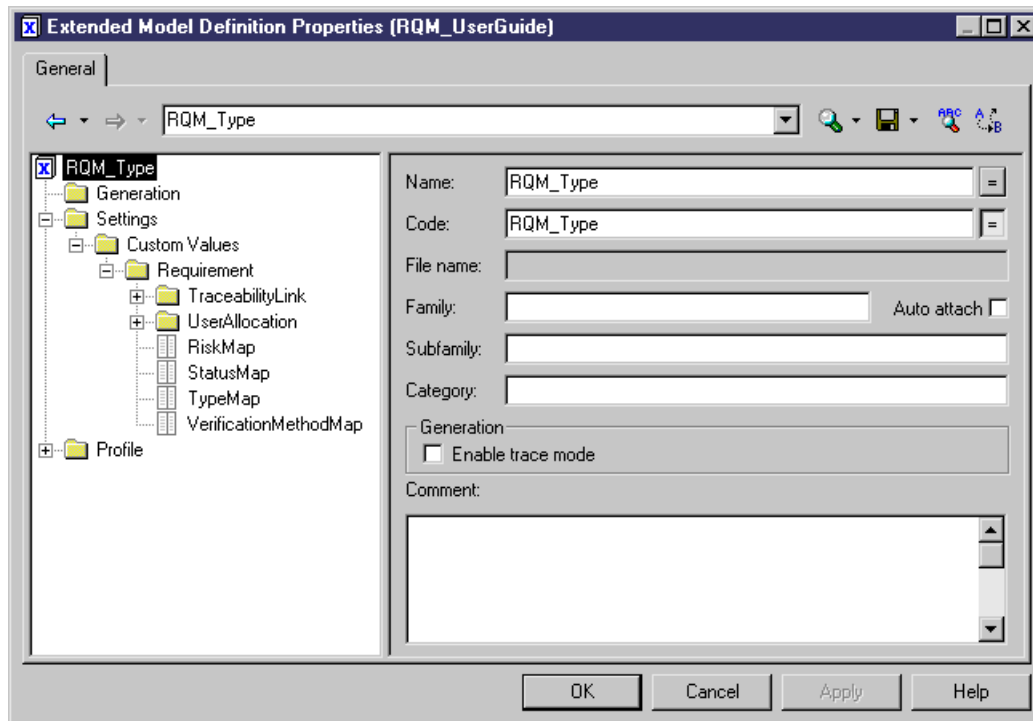 Extended Model Definition Properties (RQM_UserGuide)
General
RQM_Type
ABC
A
B
RQM_Type
Generation
Settings
Custom Values
Requirement
TraceabilityLink
UserAllocation
RiskMap
StatusMap
TypeMap
VerificationMethodMap
Profile
Name: RQM_Type =
Code: RQM_Type =
File name:
Family: Auto attach
Subfamily:
Category:
Generation
Enable trace mode
Comment:
OK Cancel Apply Help